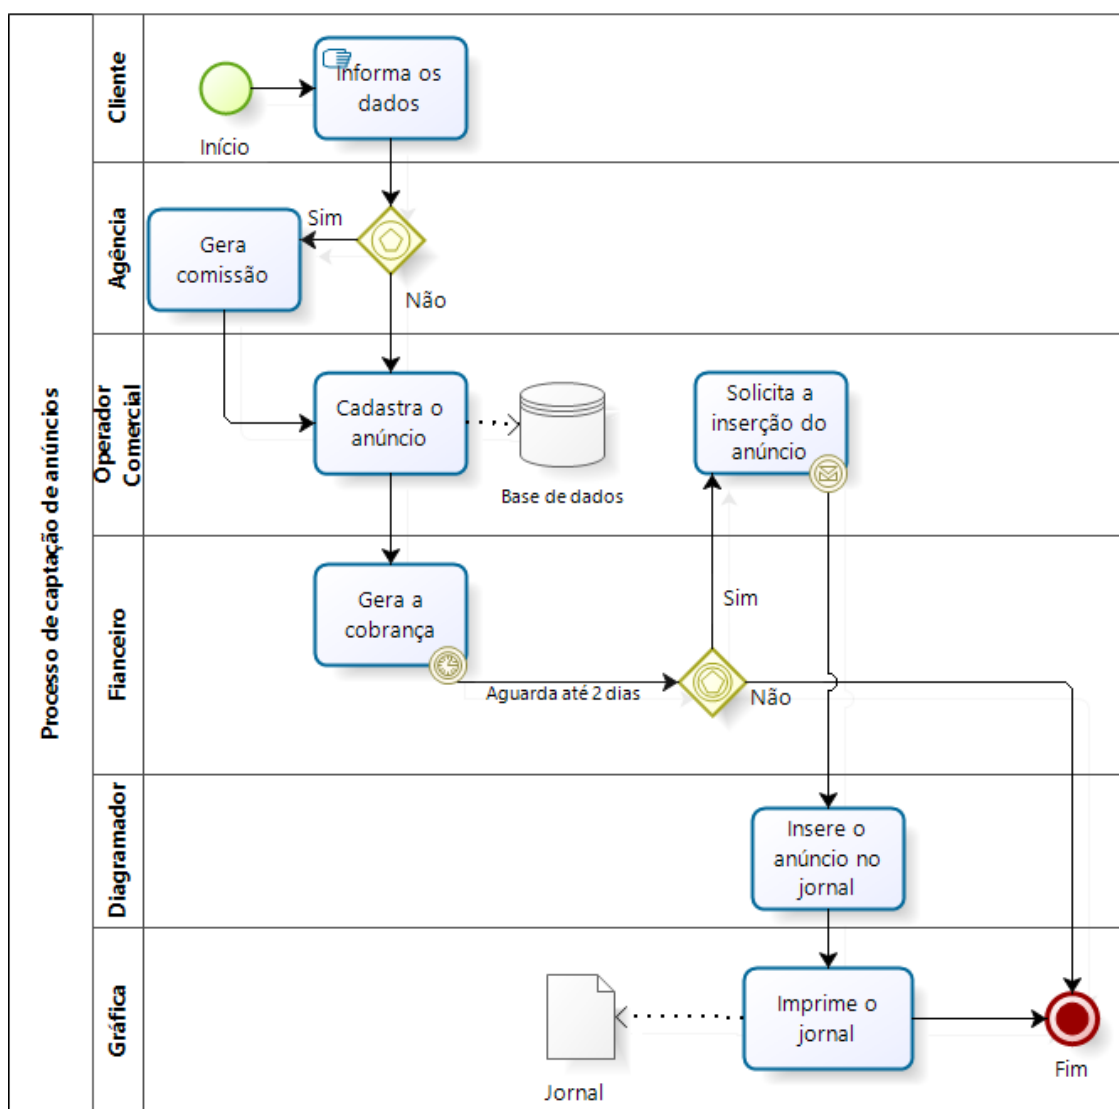 Processo de captação de anúncios
Cliente
Início
Informa os
dados
Agência
Gera
comissão
Sim
Não
Operador
Comercial
Cadastra o
anúncio
Base de dados
Solicita a
inserção do
anúncio
Fianceiro
Gera a
cobrança
Aguarda até 2 dias
Sim
Não
Diagramador
Insere o
anúncio no
jornal
Gráfica
Jornal
Imprime o
jornal
Fim